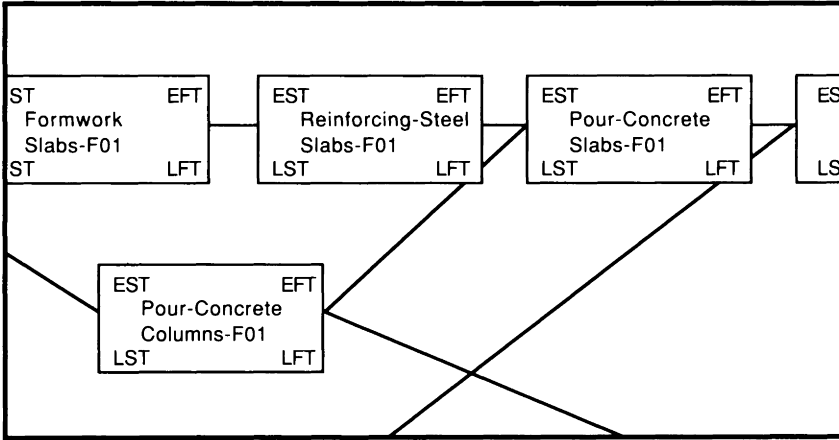 ST EFT
Formwork
Slabs-F01
ST LFT
EST EFT
Reinforcing-Steel
Slabs-F01
LST LFT
EST EFT
Pour-Concrete
Slabs-F01
LST LFT
ES
LS
EST EFT
Pour-Concrete
Columns-F01
LST LFT